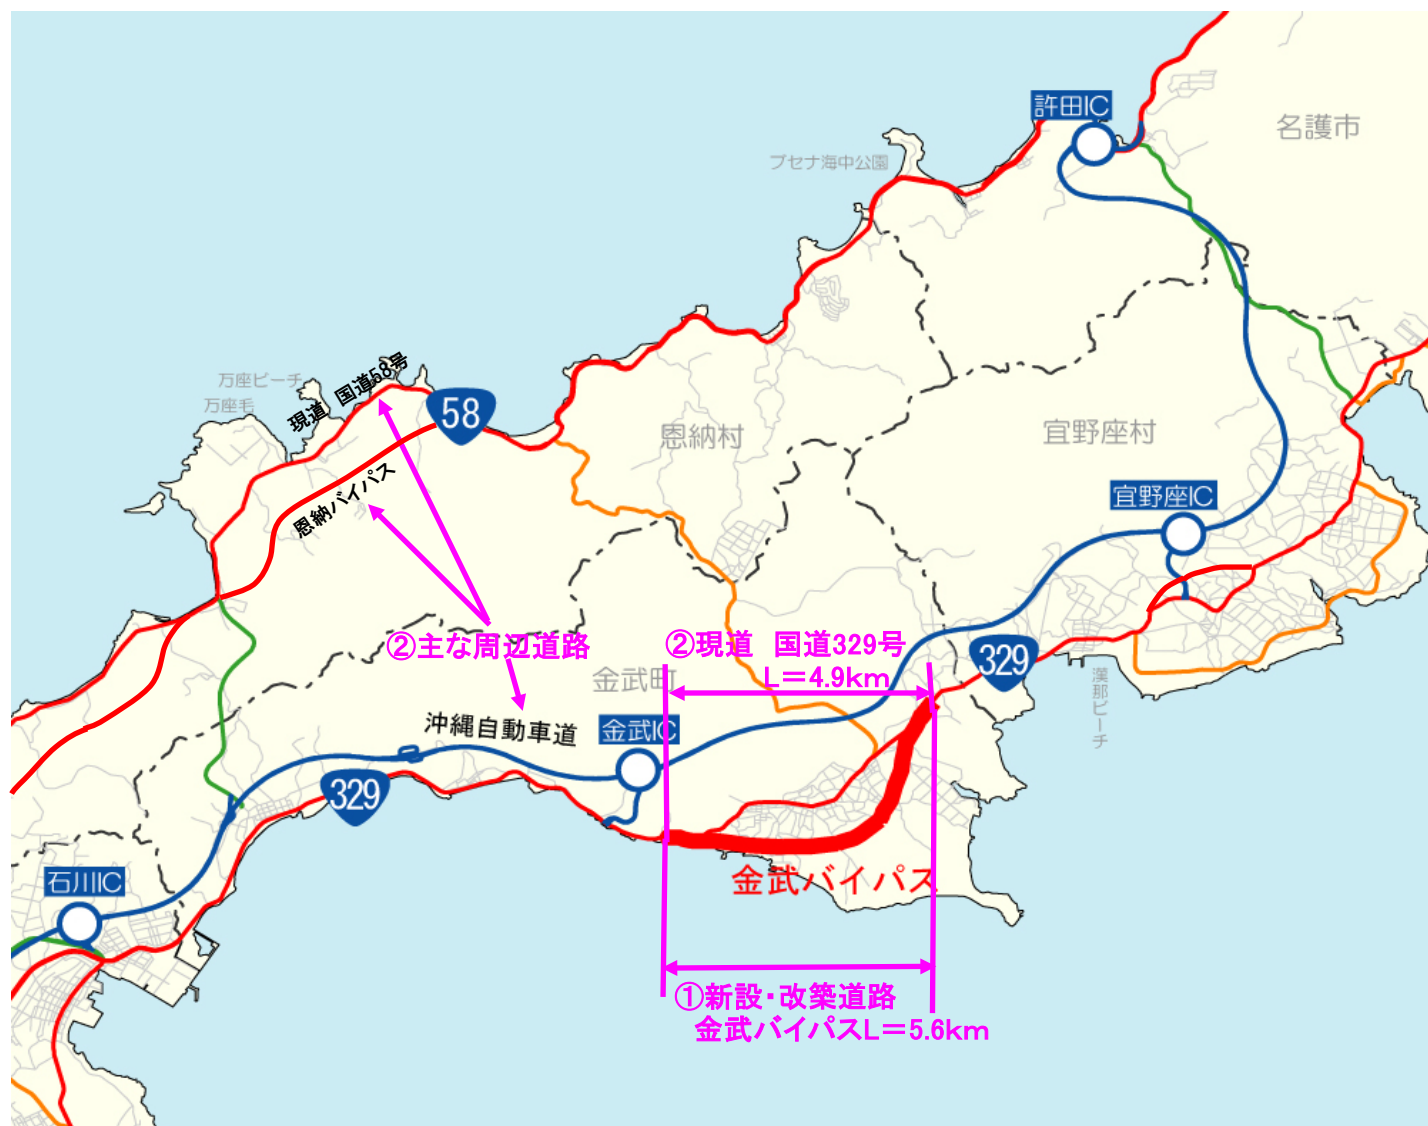 許田IC
名護市
ブセナ海中公園
万座ビーチ
現道　国道58号
万座毛
58
恩納村
宜野座村
恩納バイパス
宜野座IC
②主な周辺道路
②現道　国道329号
L＝4.9km
329
金武町
漢那ビーチ
沖縄自動車道
金武IC
329
石川IC
金武バイパス
①新設・改築道路
金武バイパスL＝5.6km